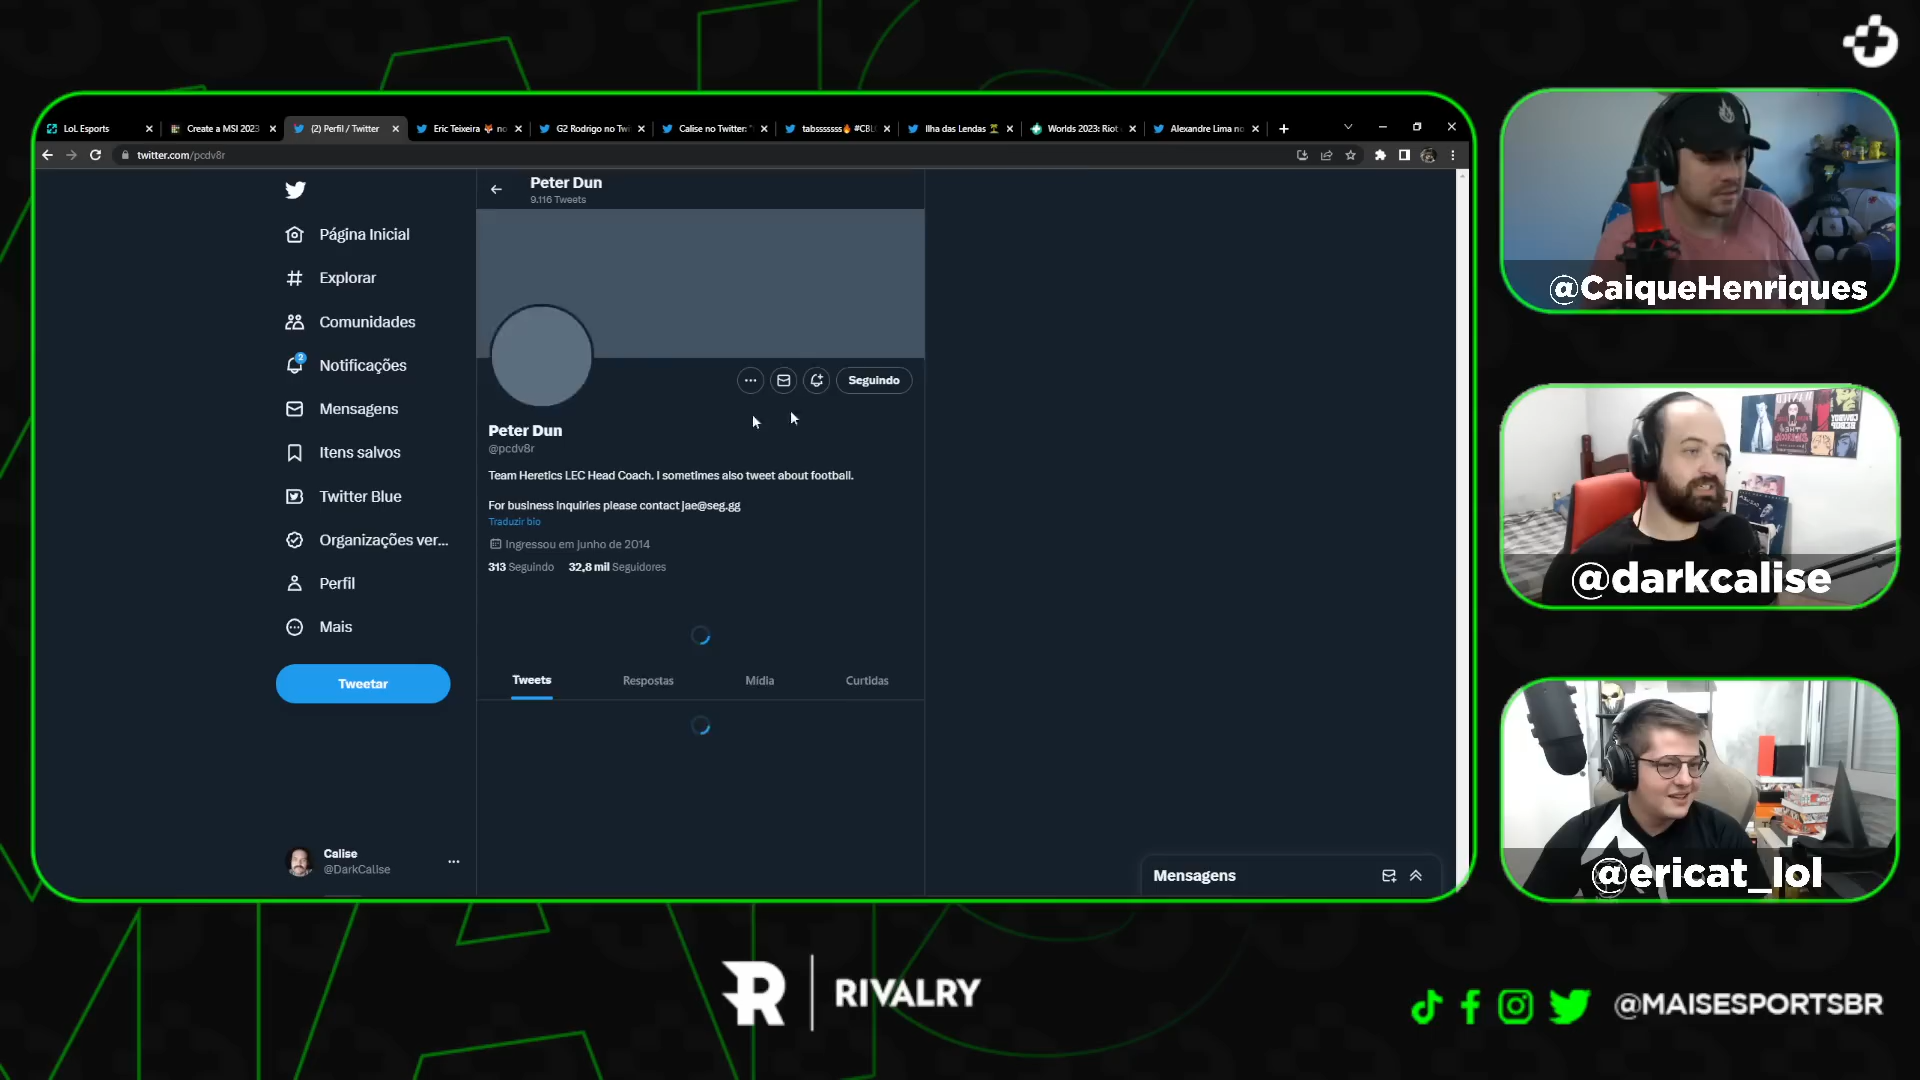 LoL Esports
Create a MSI 2023
(2) Perfil / Twitter
Eric Teixeira 🦊 no
G2 Rodrigo no Twi
Calise no Twitter: "
tabsssssss🔥 #CBL
Ilha das Lendas 🏝 
Worlds 2023: Riot
Alexandre Lima no
twitter.com/pcdv8r
Peter Dun
9.116 Tweets
Página Inicial
Explorar
Comunidades
2
Notificações
Mensagens
Itens salvos
Twitter Blue
Organizações ver...
Perfil
Mais
Tweetar
Calise
@DarkCalise
Seguindo
Peter Dun
@pcdv8r
Team Heretics LEC Head Coach. I sometimes also tweet about football.
For business inquiries please contact jae@seg.gg
Traduzir bio
Ingressou em junho de 2014
313 Seguindo 32,8 mil Seguidores
Tweets Respostas Mídia Curtidas
Mensagens
@CaiqueHenriques
@darkcalise
@ericat_lol
R RIVALRY
@MAISESPORTSBR